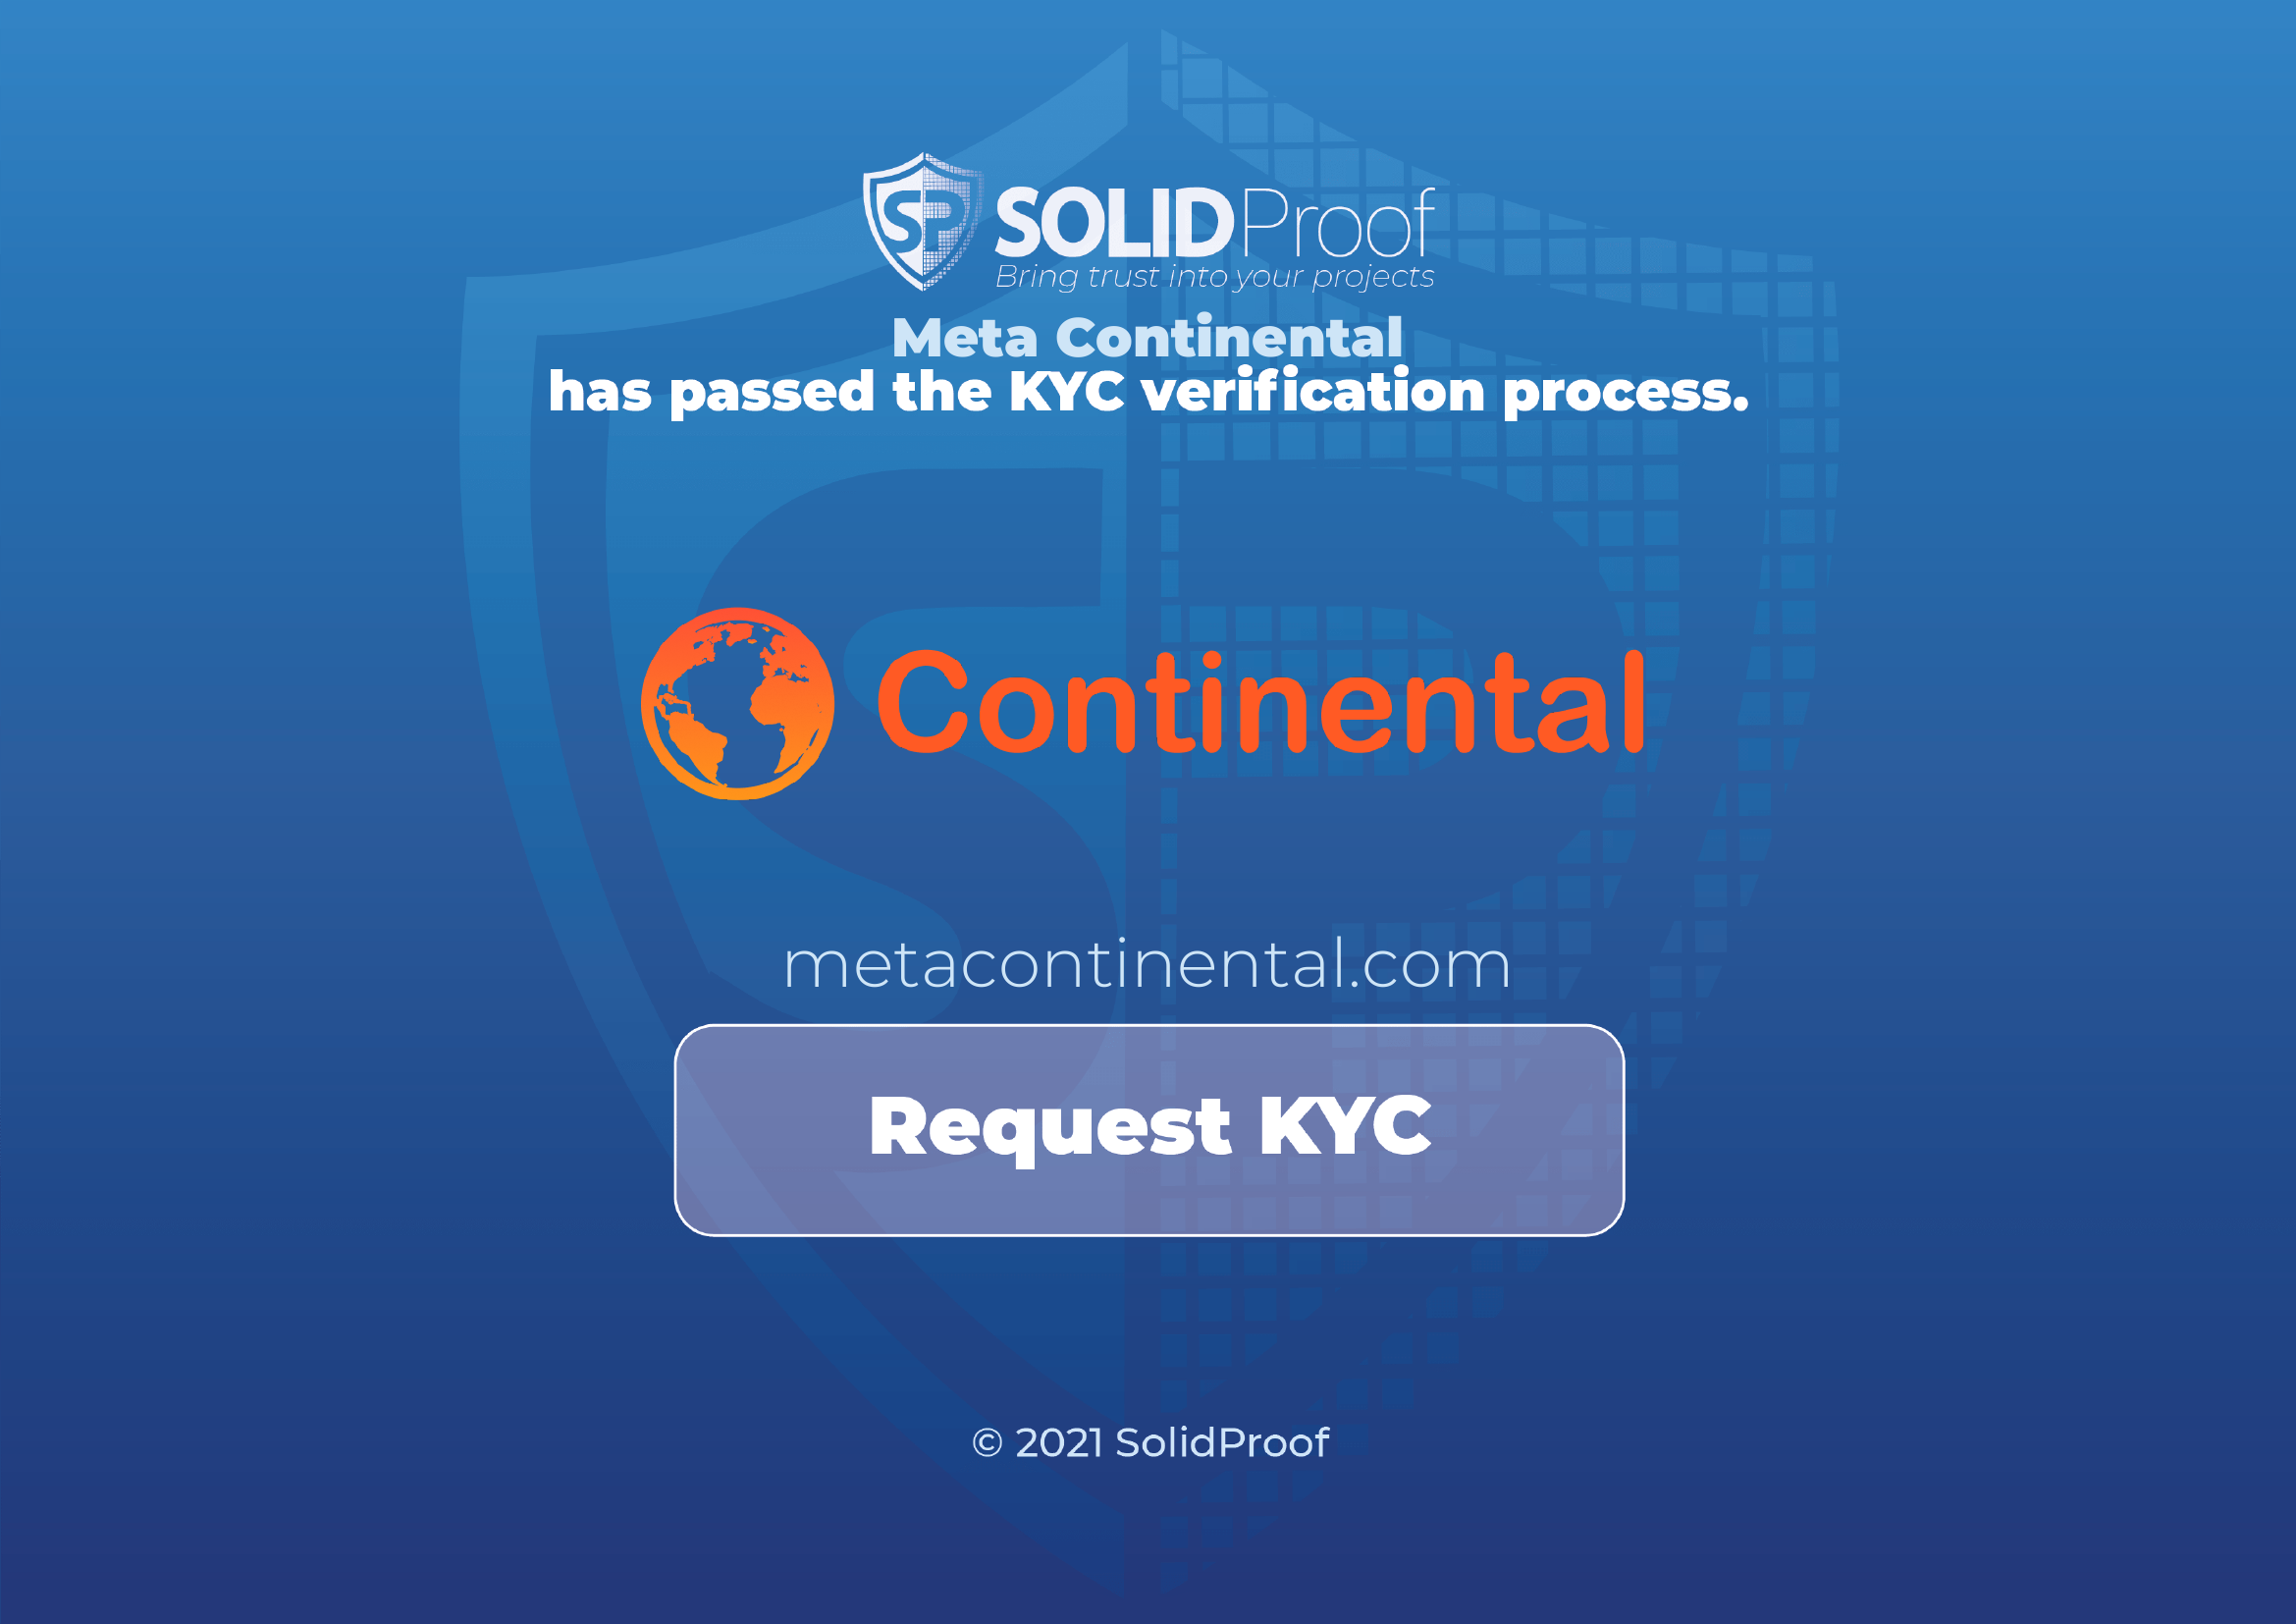 SP SOLIDProof
Bring trust into your projects
Meta Continental
has passed the KYC verification process.
Continental
metacontinental.com
Request KYC
© 2021 SolidProof